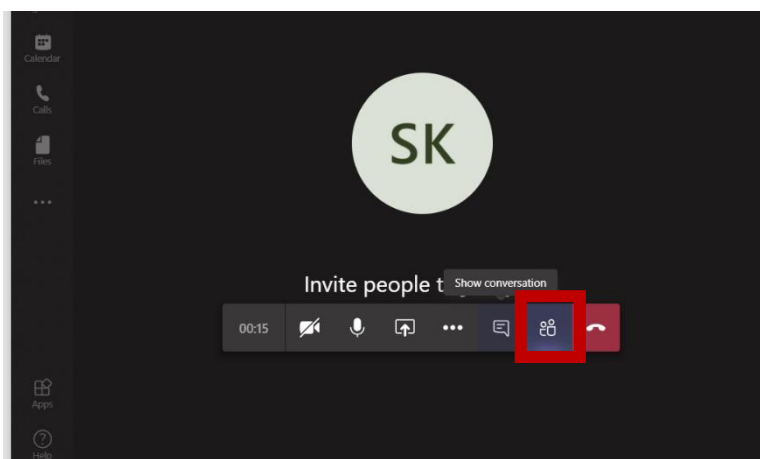 Calendar
Calls
Files
SK
Invite people t
Show conversation
00:15
Apps
Help